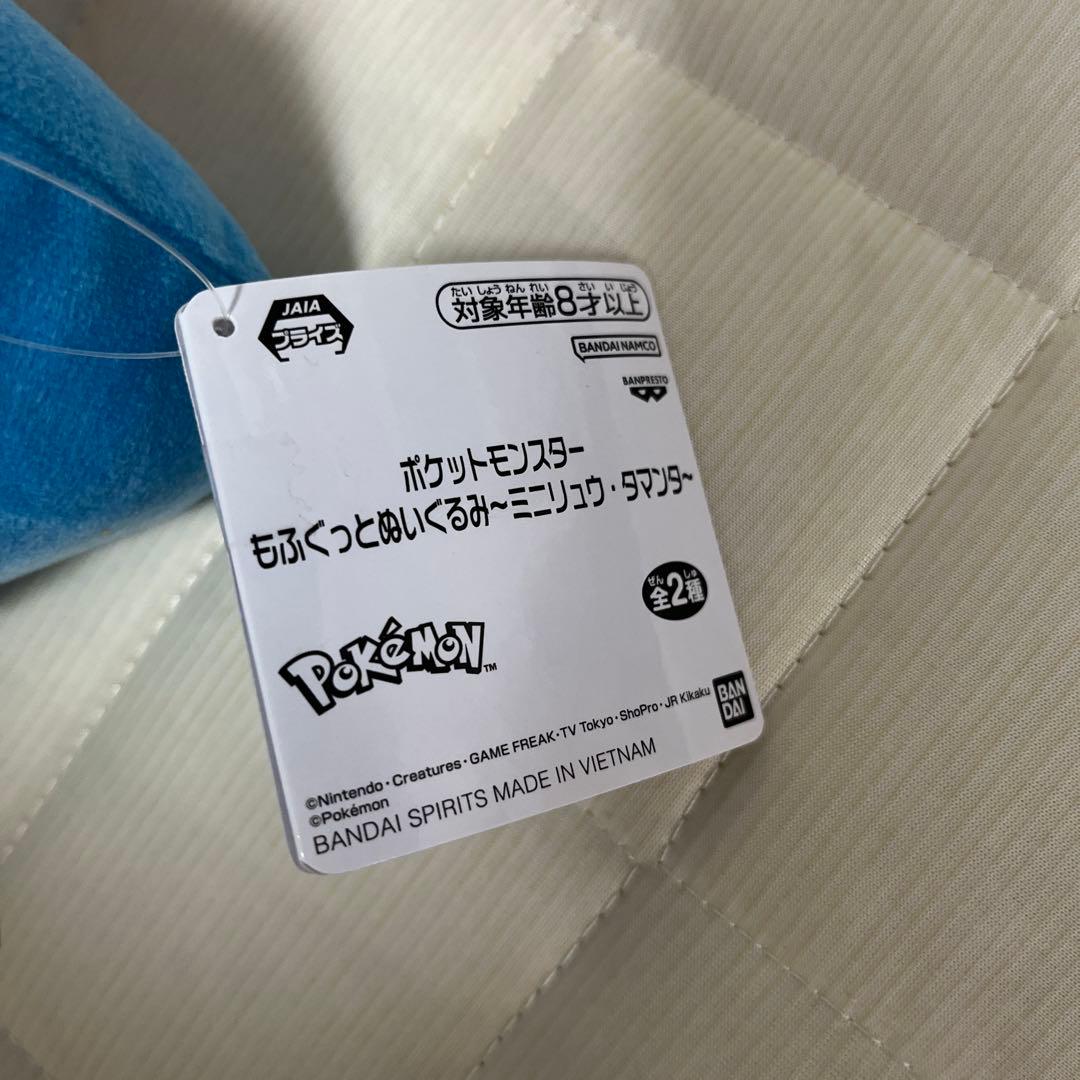 JAIA
プライズ
たいしょうねんれい さいいじょう
対象年齢8才以上
BANDAI NAMCO
BANPRESTO
ポケットモンスター
もふぐっとぬいぐるみ~ミニリュウ・タマンタ~
ぜん しゅ
全2種
POKéMON™
BAN
DAI
©Nintendo・Creatures・GAME FREAK・TV Tokyo・ShoPro・JR Kikaku
©Pokémon
BANDAI SPIRITS MADE IN VIETNAM